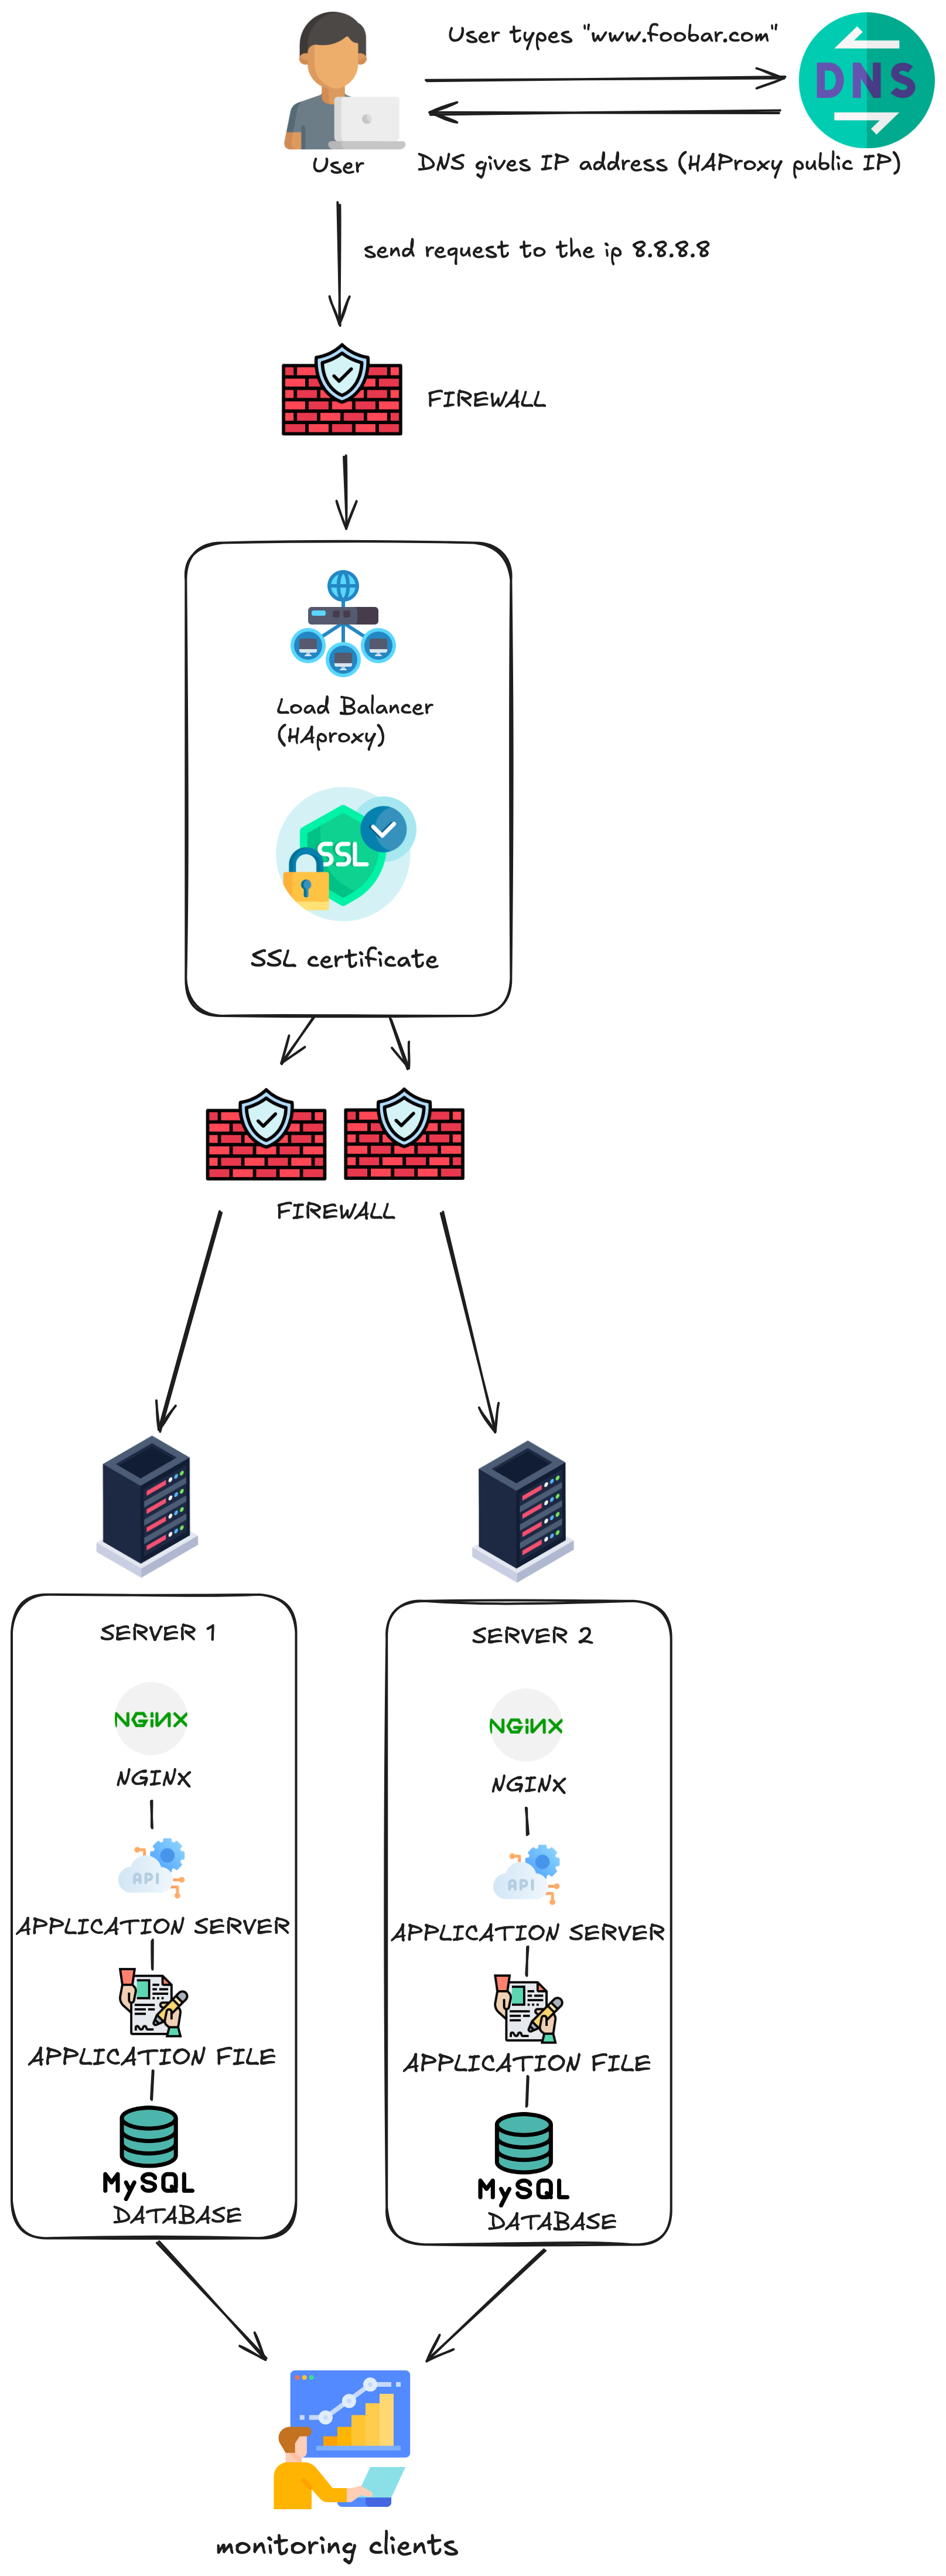 User types "www.foobar.com"
DNS
User
DNS gives IP address (HAProxy public IP)
send request to the ip 8.8.8.8
FIREWALL
Load Balancer
(HAproxy)
SSL
SSL certificate
FIREWALL
SERVER 1
NGINX
NGINX
API
APPLICATION SERVER
APPLICATION FILE
MySQL
DATABASE
SERVER 2
NGINX
NGINX
API
APPLICATION SERVER
APPLICATION FILE
MySQL
DATABASE
monitoring clients